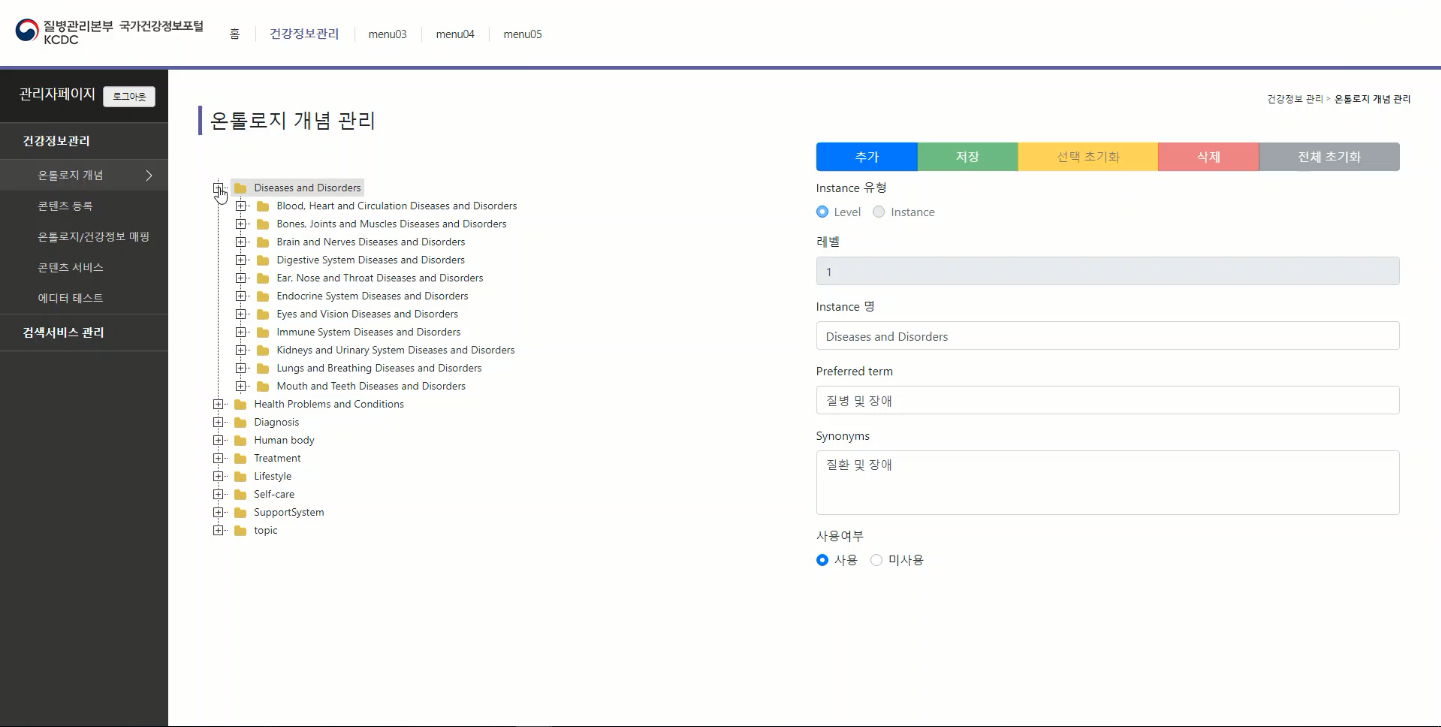 질병관리본부 국가건강정보포털
KCDC
홈
건강정보관리
menu03
menu04
menu05
관리자페이지
로그아웃
건강정보관리
온톨로지 개념
콘텐츠 등록
온톨로지/건강정보 매핑
콘텐츠 서비스
에디터 테스트
검색서비스 관리
온톨로지 개념 관리
건강정보 관리 > 온톨로지 개념 관리
Diseases and Disorders
Blood, Heart and Circulation Diseases and Disorders
Bones, Joints and Muscles Diseases and Disorders
Brain and Nerves Diseases and Disorders
Digestive System Diseases and Disorders
Ear, Nose and Throat Diseases and Disorders
Endocrine System Diseases and Disorders
Eyes and Vision Diseases and Disorders
Immune System Diseases and Disorders
Kidneys and Urinary System Diseases and Disorders
Lungs and Breathing Diseases and Disorders
Mouth and Teeth Diseases and Disorders
Health Problems and Conditions
Diagnosis
Human body
Treatment
Lifestyle
Self-care
SupportSystem
topic
추가
저장
선택 초기화
삭제
전체 초기화
Instance 유형
Level
Instance
레벨
1
Instance 명
Diseases and Disorders
Preferred term
질병 및 장애
Synonyms
질환 및 장애
사용여부
사용
미사용